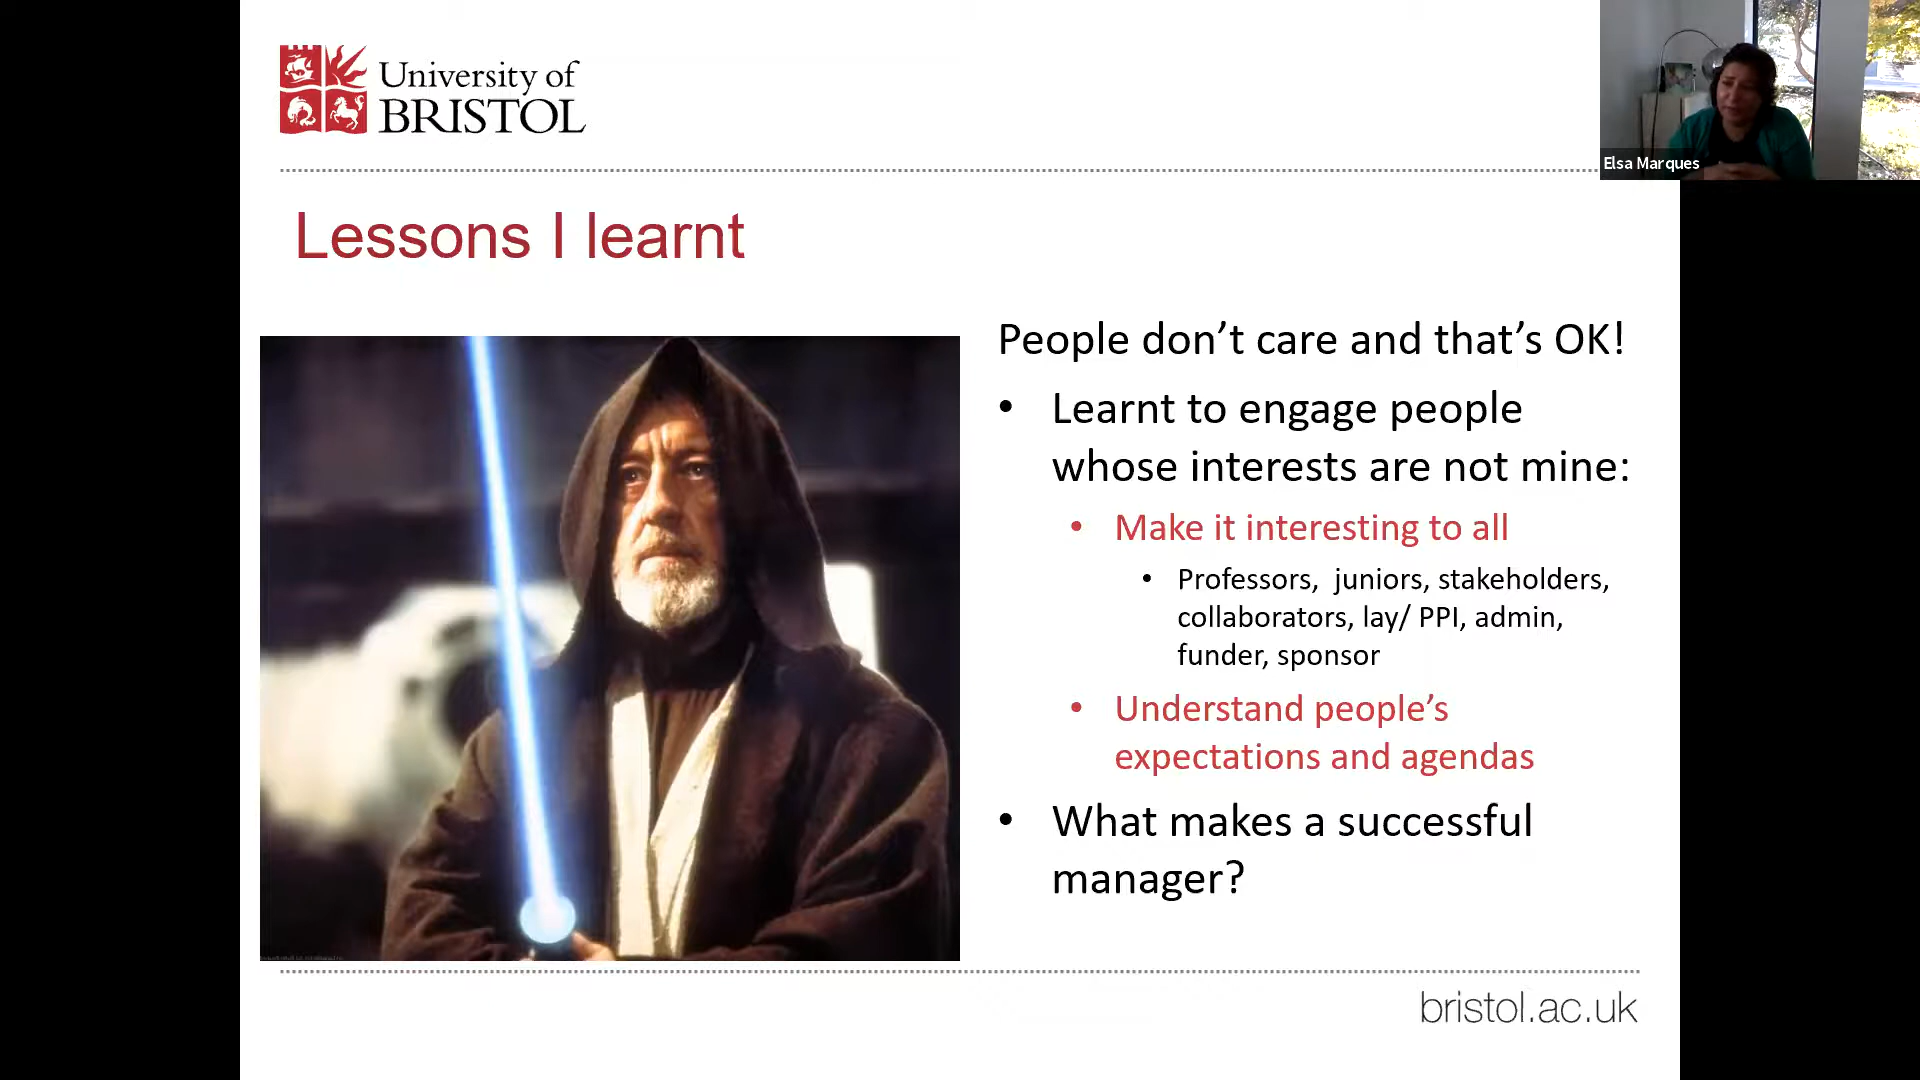 University of
BRISTOL
Elsa Marques
Lessons I learnt
People don’t care and that’s OK!
• Learnt to engage people
whose interests are not mine:
• Make it interesting to all
• Professors, juniors, stakeholders,
collaborators, lay/ PPI, admin,
funder, sponsor
• Understand people’s
expectations and agendas
• What makes a successful
manager?
bristol.ac.uk